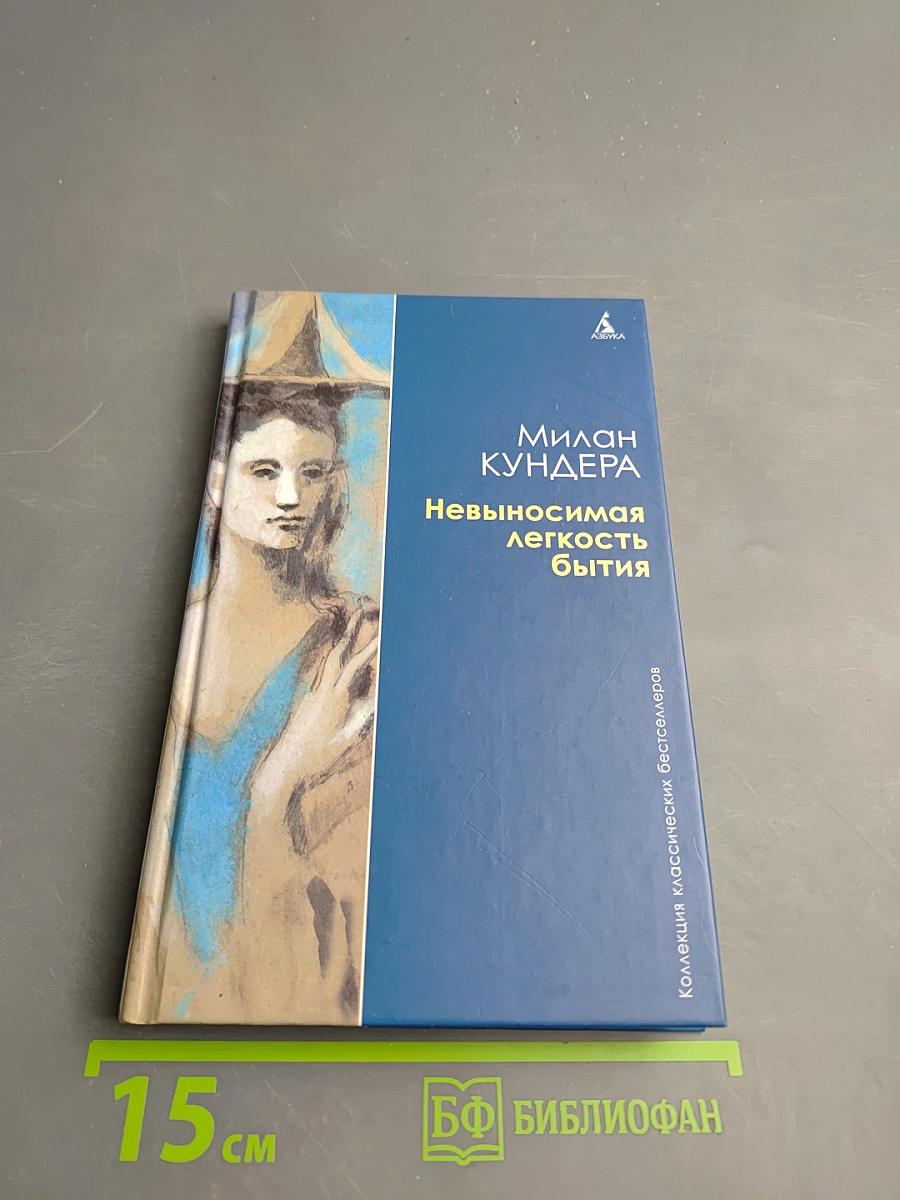 АЗБУКА
Милан
КУНДЕРА
Невыносимая
легкость
бытия
Коллекция классических бестселлеров
15 см
БФ БИБЛИОФАН